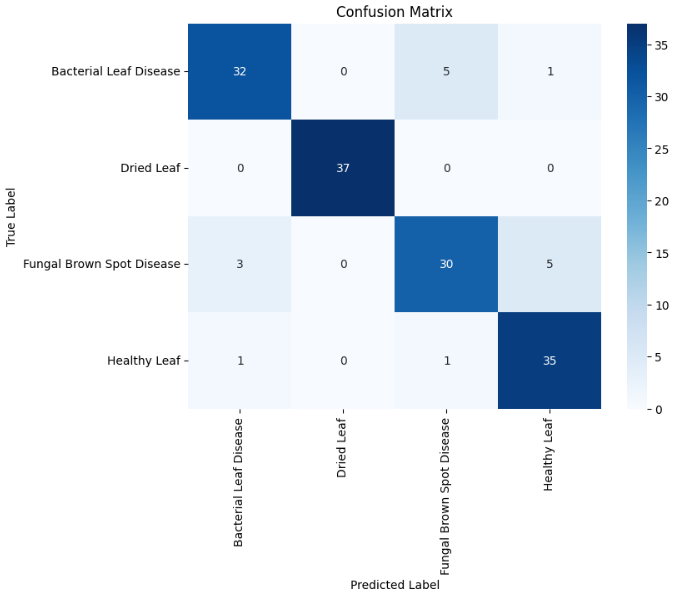 Confusion Matrix
True Label
Bacterial Leaf Disease 32 0 5 1
Dried Leaf 0 37 0 0
Fungal Brown Spot Disease 3 0 30 5
Healthy Leaf 1 0 1 35
Bacterial Leaf Disease
Dried Leaf
Fungal Brown Spot Disease
Healthy Leaf
Predicted Label
35
30
25
20
15
10
5
0